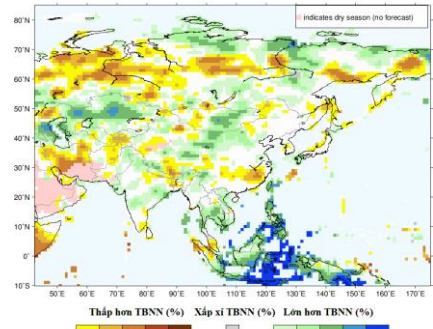 80°N
indicates dry season (no forecast)
70°N
60°N
50°N
40°N
30°N
20°N
10°N
0°
10°S
50°E 60°E 70°E 80°E 90°E 100°E 110°E 120°E 130°E 140°E 150°E 160°E 170°E
Thấp hơn TBNN (%) Xấp xỉ TBNN (%) Lớn hơn TBNN (%)